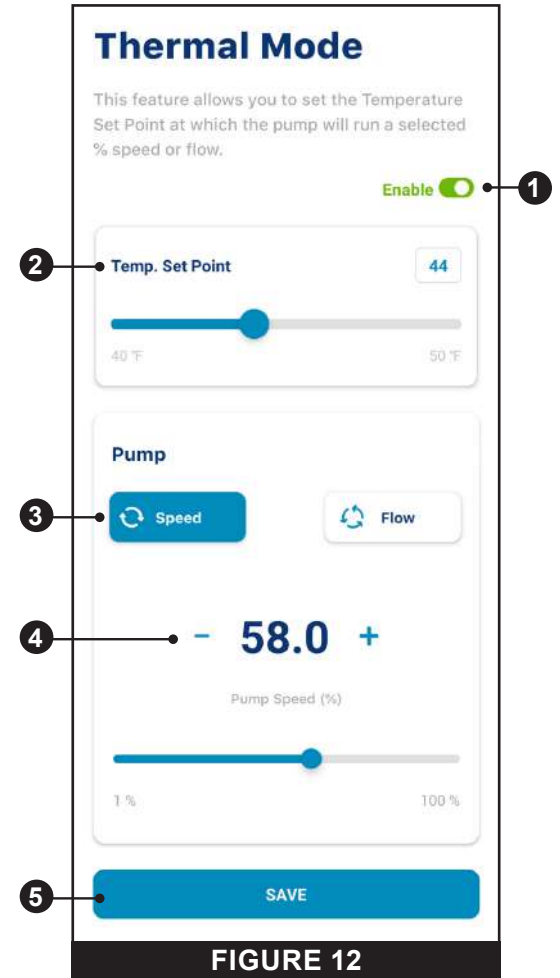 Thermal Mode
This feature allows you to set the Temperature
Set Point at which the pump will run a selected
% speed or flow.
Enable
1
2
Temp. Set Point
44
40 °F
50 °F
Pump
3
Speed
Flow
4
- 58.0 +
Pump Speed (%)
1 %
100 %
5
SAVE
FIGURE 12